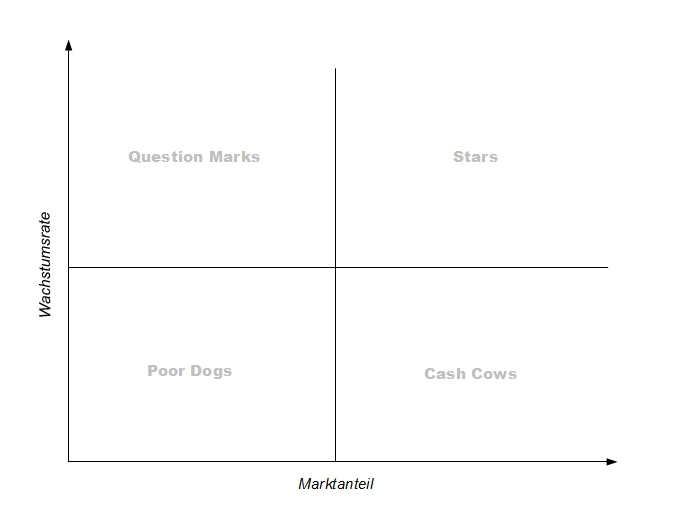 Question Marks
Stars
Wachstumsrate
Poor Dogs
Cash Cows
Marktanteil